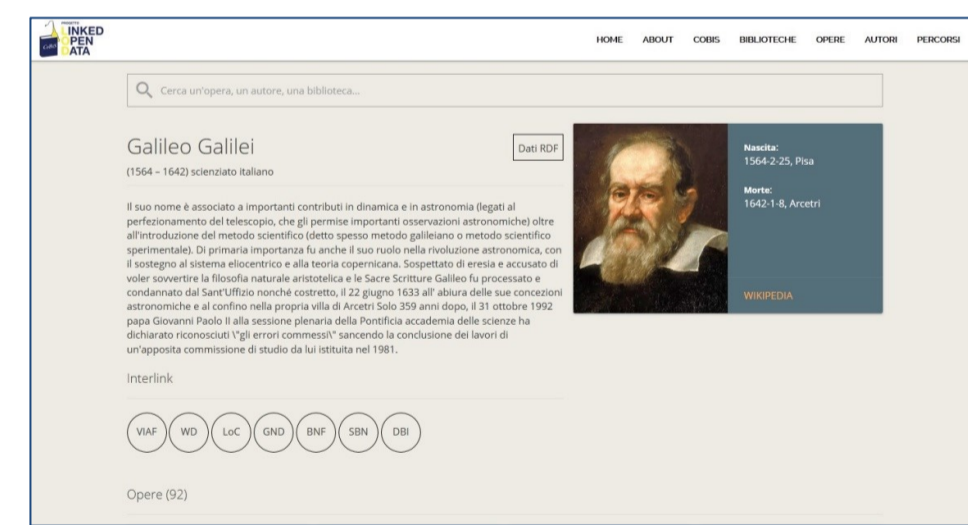 PROGETTO
LINKED
OPEN
DATA
CoBiS
HOME ABOUT COBIS BIBLIOTECHE OPERE AUTORI PERCORSI
Cerca un'opera, un autore, una biblioteca...
Galileo Galilei
Dati RDF
(1564 – 1642) scienziato italiano
Il suo nome è associato a importanti contributi in dinamica e in astronomia (legati al
perfezionamento del telescopio, che gli permise importanti osservazioni astronomiche) oltre
all'introduzione del metodo scientifico (detto spesso metodo galileiano o metodo scientifico
sperimentale). Di primaria importanza fu anche il suo ruolo nella rivoluzione astronomica, con
il sostegno al sistema eliocentrico e alla teoria copernicana. Sospettato di eresia e accusato di
voler sovvertire la filosofia naturale aristotelica e le Sacre Scritture Galileo fu processato e
condannato dal Sant'Uffizio nonché costretto, il 22 giugno 1633 all' abiura delle sue concezioni
astronomiche e al confino nella propria villa di Arcetri Solo 359 anni dopo, il 31 ottobre 1992
papa Giovanni Paolo II alla sessione plenaria della Pontificia accademia delle scienze ha
dichiarato riconosciuti \"gli errori commessi\" sancendo la conclusione dei lavori di
un'apposita commissione di studio da lui istituita nel 1981.
Nascita:
1564-2-25, Pisa
Morte:
1642-1-8, Arcetri
WIKIPEDIA
Interlink
VIAF WD LoC GND BNF SBN DBI
Opere (92)